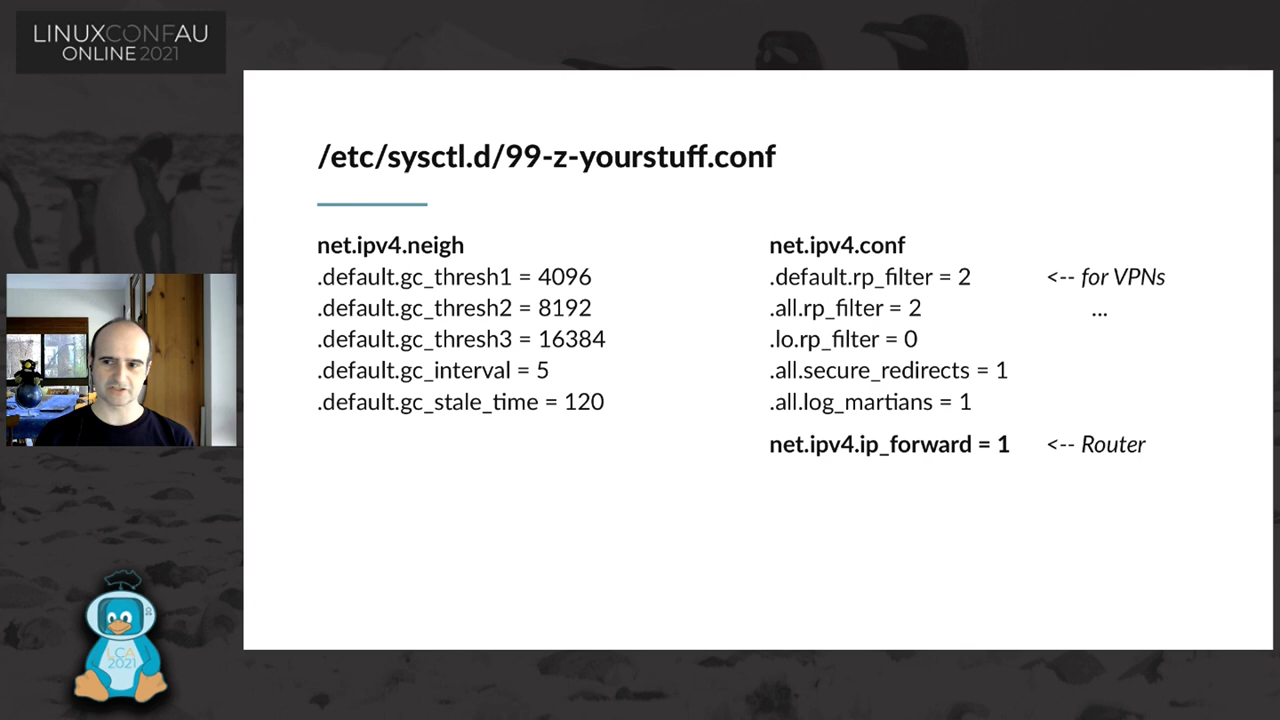 LINUXCONFAU
ONLINE 2021
/etc/sysctl.d/99-z-yourstuff.conf
net.ipv4.neigh
.default.gc_thresh1 = 4096
.default.gc_thresh2 = 8192
.default.gc_thresh3 = 16384
.default.gc_interval = 5
.default.gc_stale_time = 120
net.ipv4.conf
.default.rp_filter = 2 <-- for VPNs
.all.rp_filter = 2 ...
.lo.rp_filter = 0
.all.secure_redirects = 1
.all.log_martians = 1
net.ipv4.ip_forward = 1 <-- Router
LCA
2021